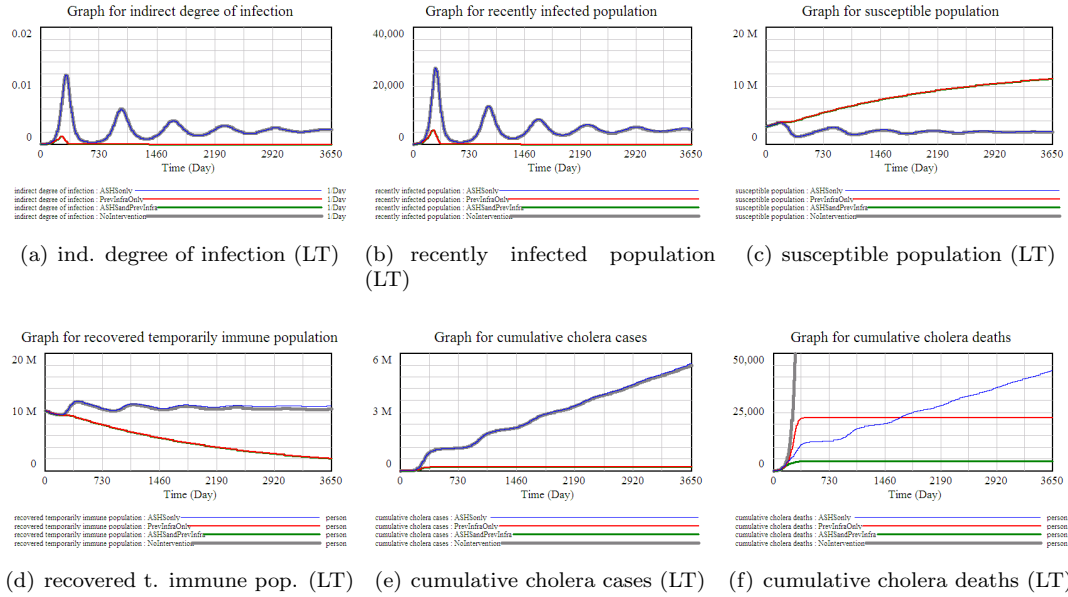 Graph for indirect degree of infection
0.02
0.01
0
0 730 1460 2190 2920 3650
Time (Day)
indirect degree of infection : ASHSonly 1/Day
indirect degree of infection : PrevInfraOnly 1/Day
indirect degree of infection : ASHSandPrevInfra 1/Day
indirect degree of infection : NoIntervention 1/Day
(a) ind. degree of infection (LT)
Graph for recently infected population
40,000
20,000
0
0 730 1460 2190 2920 3650
Time (Day)
recently infected population : ASHSonly
recently infected population : PrevInfraOnly
recently infected population : ASHSandPrevInfra
recently infected population : NoIntervention
(b) recently infected population
(LT)
Graph for susceptible population
20 M
10 M
0
0 730 1460 2190 2920 3650
Time (Day)
susceptible population : ASHSonly
susceptible population : PrevInfraOnly
susceptible population : ASHSandPrevInfra
susceptible population : NoIntervention
(c) susceptible population (LT)
Graph for recovered temporarily immune population
20 M
10 M
0
0 730 1460 2190 2920 3650
Time (Day)
recovered temporarily immune population : ASHSonly person
recovered temporarily immune population : PrevInfraOnly person
recovered temporarily immune population : ASHSandPrevInfra person
recovered temporarily immune population : NoIntervention person
(d) recovered t. immune pop. (LT)
Graph for cumulative cholera cases
6 M
3 M
0
0 730 1460 2190 2920 3650
Time (Day)
cumulative cholera cases : ASHSonly person
cumulative cholera cases : PrevInfraOnly person
cumulative cholera cases : ASHSandPrevInfra person
cumulative cholera cases : NoIntervention person
(e) cumulative cholera cases (LT)
Graph for cumulative cholera deaths
50,000
25,000
0
0 730 1460 2190 2920 3650
Time (Day)
cumulative cholera deaths : ASHSonly person
cumulative cholera deaths : PrevInfraOnly person
cumulative cholera deaths : ASHSandPrevInfra person
cumulative cholera deaths : NoIntervention person
(f) cumulative cholera deaths (LT)